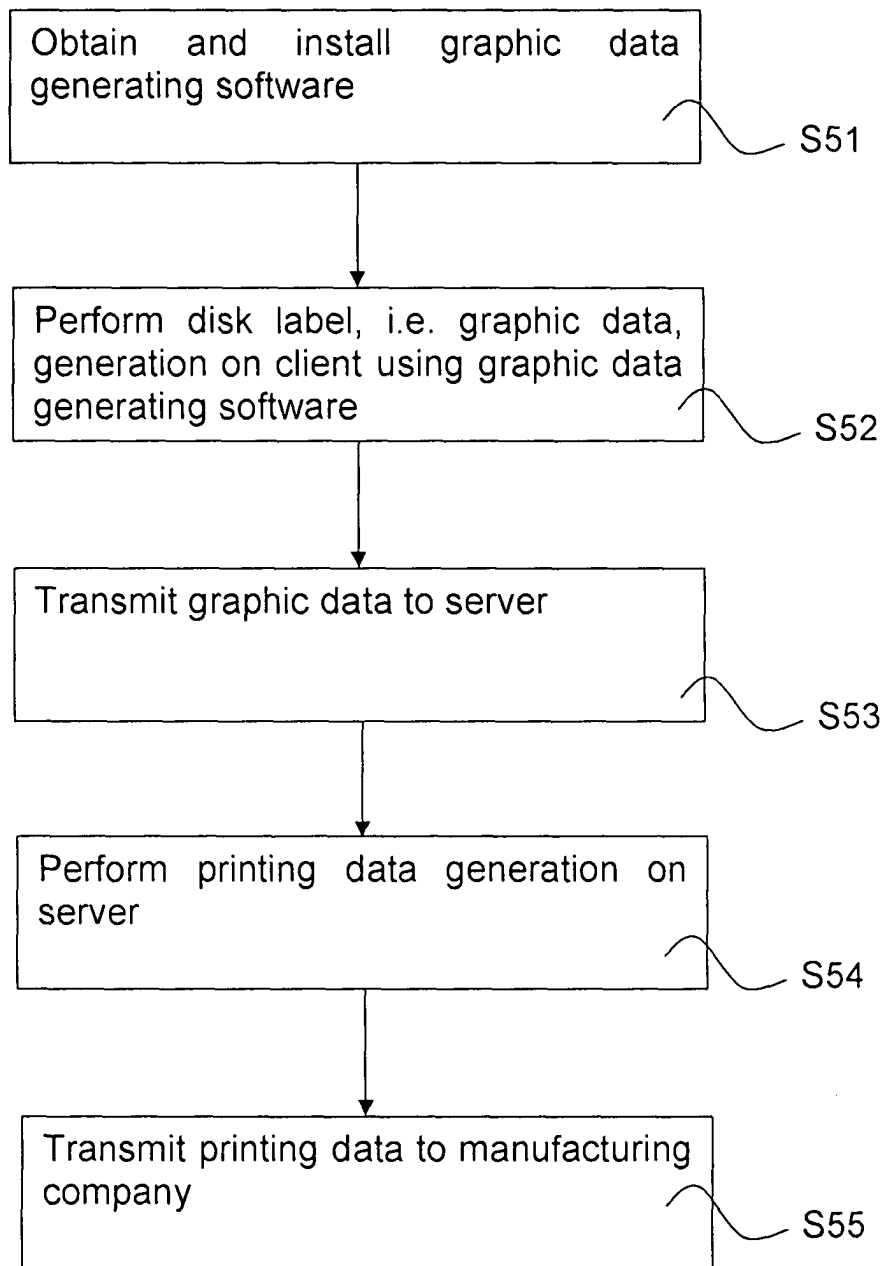 Obtain and install graphic data
generating software
S51
Perform disk label, i.e. graphic data,
generation on client using graphic data
generating software
S52
Transmit graphic data to server
S53
Perform printing data generation on
server
S54
Transmit printing data to manufacturing
company
S55